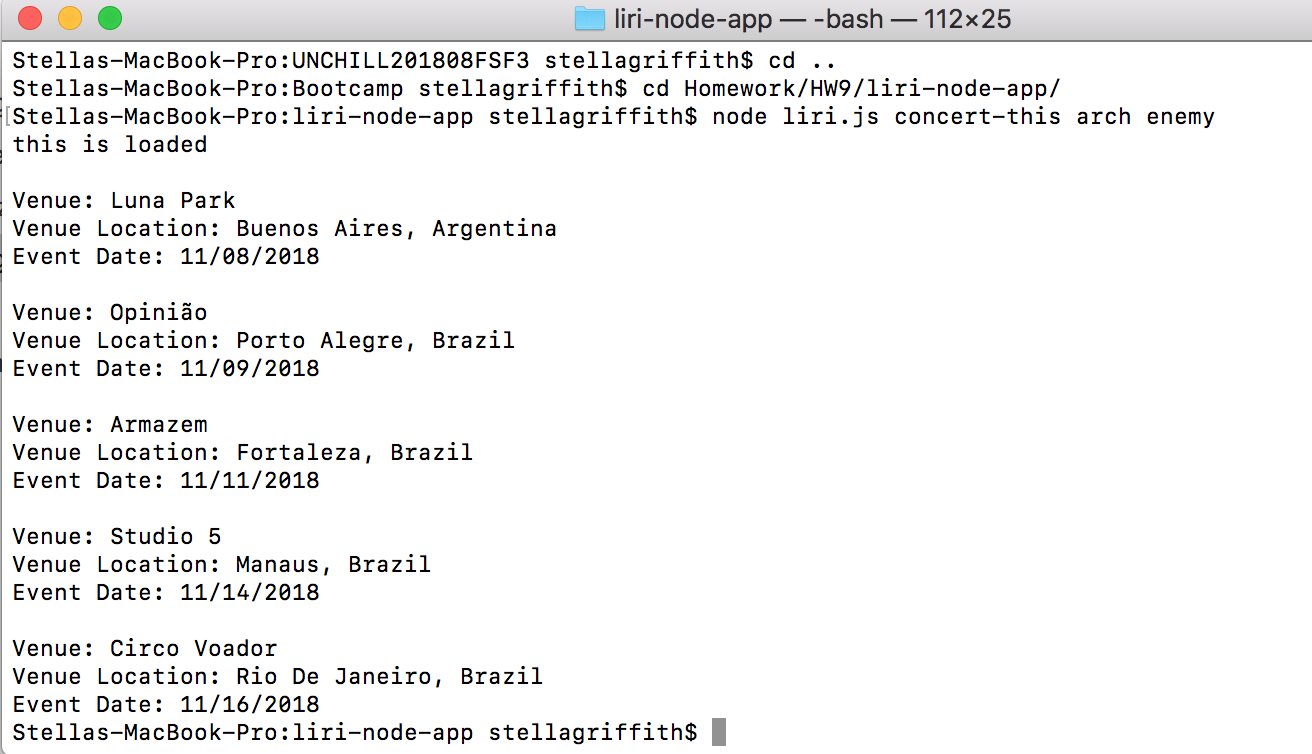 liri-node-app — -bash — 112×25
Stellas-MacBook-Pro:UNCHILL201808FSF3 stellagriffith$ cd ..
Stellas-MacBook-Pro:Bootcamp stellagriffith$ cd Homework/HW9/liri-node-app/
[Stellas-MacBook-Pro:liri-node-app stellagriffith$ node liri.js concert-this arch enemy
this is loaded
Venue: Luna Park
Venue Location: Buenos Aires, Argentina
Event Date: 11/08/2018
Venue: Opinião
Venue Location: Porto Alegre, Brazil
Event Date: 11/09/2018
Venue: Armazem
Venue Location: Fortaleza, Brazil
Event Date: 11/11/2018
Venue: Studio 5
Venue Location: Manaus, Brazil
Event Date: 11/14/2018
Venue: Circo Voador
Venue Location: Rio De Janeiro, Brazil
Event Date: 11/16/2018
Stellas-MacBook-Pro:liri-node-app stellagriffith$